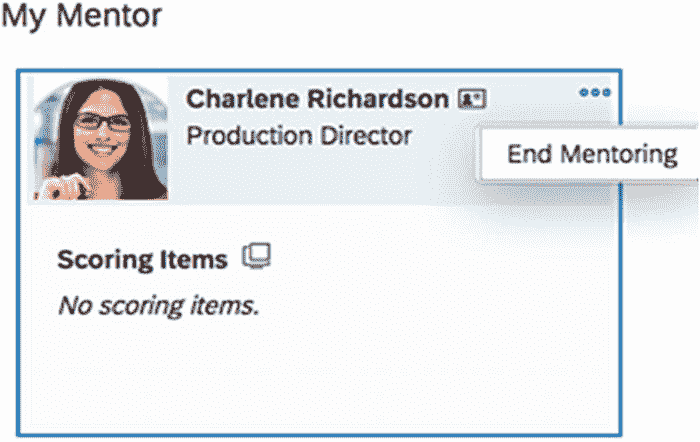 My Mentor
Charlene Richardson
Production Director
End Mentoring
Scoring Items
No scoring items.